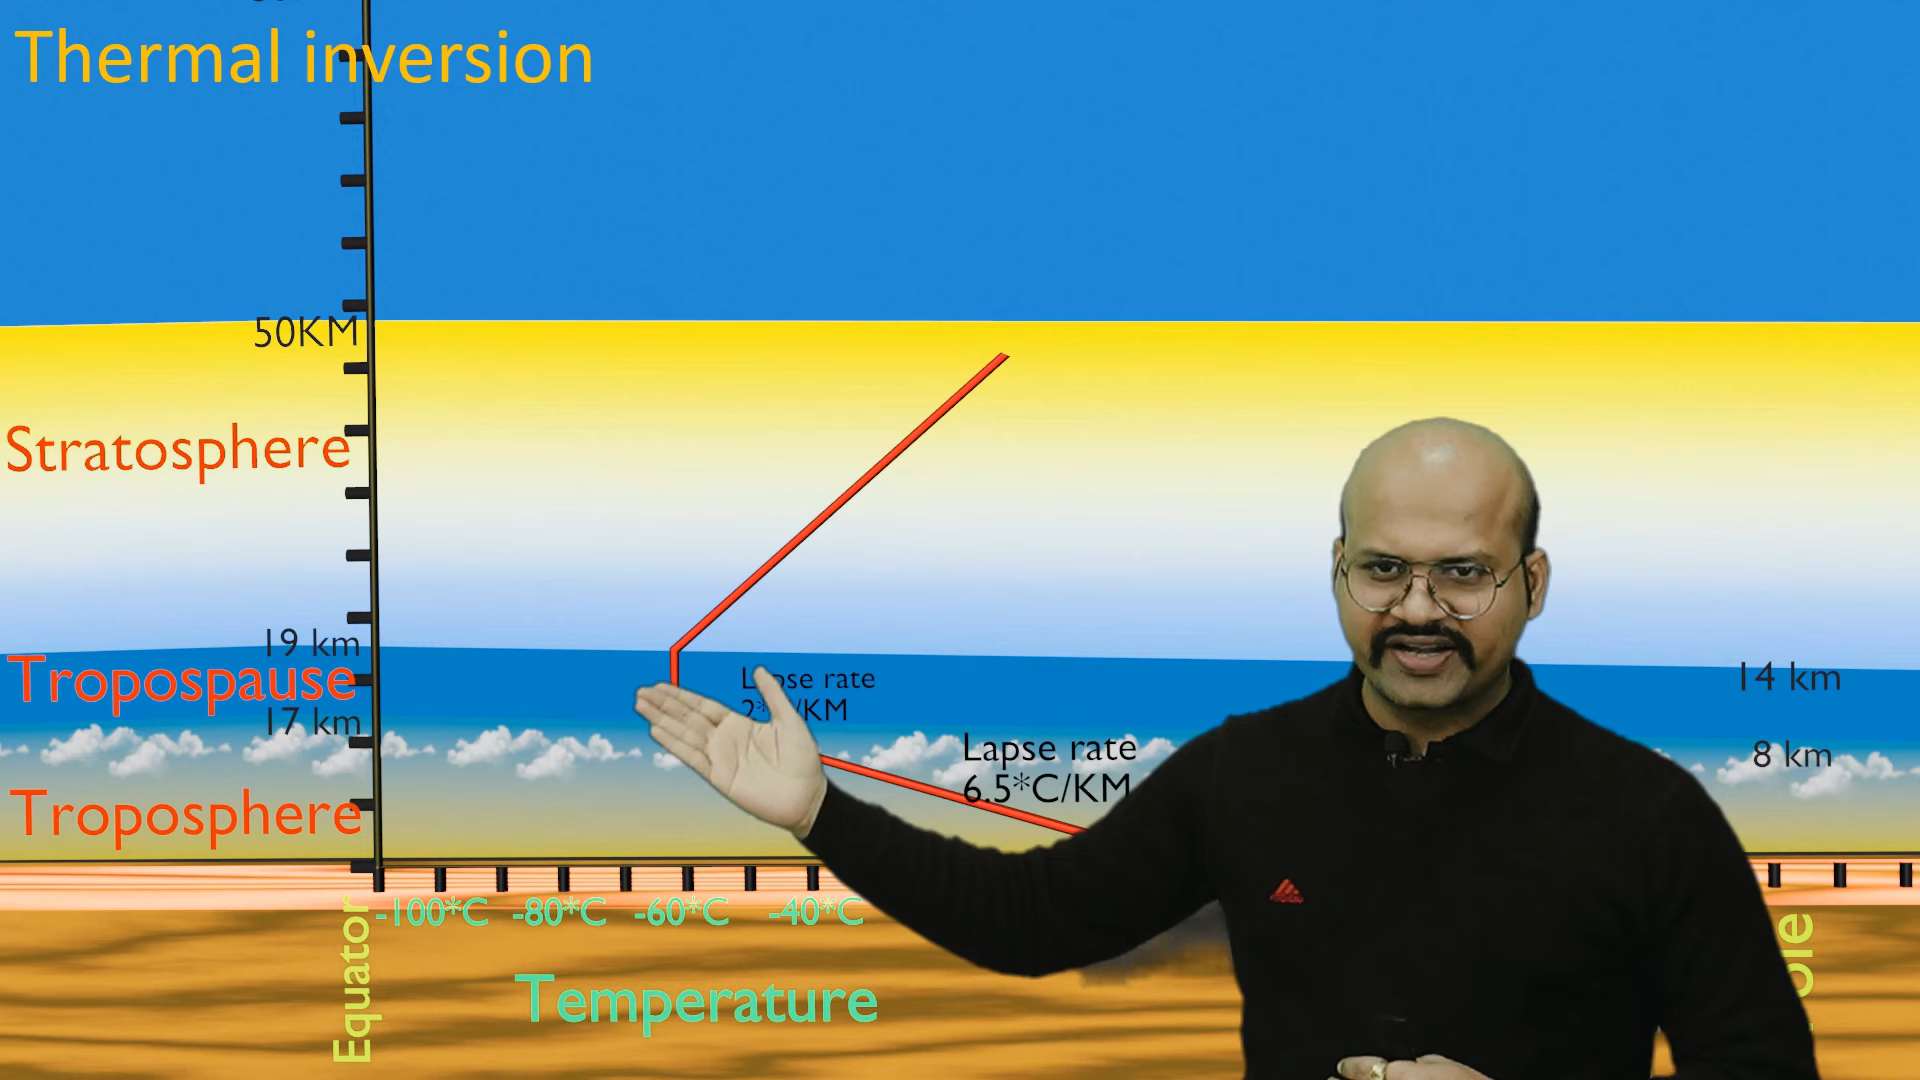 Thermal inversion
50KM
Stratosphere
19 km
Tropospause
17 km
Troposphere
rate
Lapse rate
6.5*C/KM
14 km
8 km
-100*C -80*C -60*C -40*C
Equator
Temperature